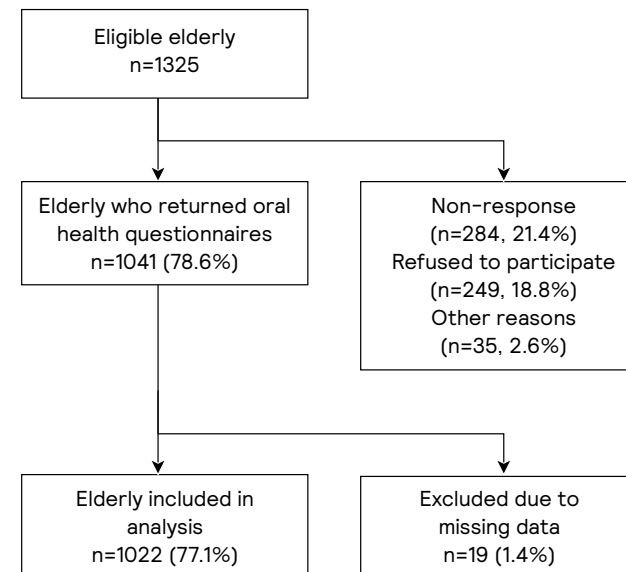 Eligible elderly
n=1325
Elderly who returned oral
health questionnaires
n=1041 (78.6%)
Non-response
(n=284, 21.4%)
Refused to participate
(n=249, 18.8%)
Other reasons
(n=35, 2.6%)
Elderly included in
analysis
n=1022 (77.1%)
Excluded due to
missing data
n=19 (1.4%)